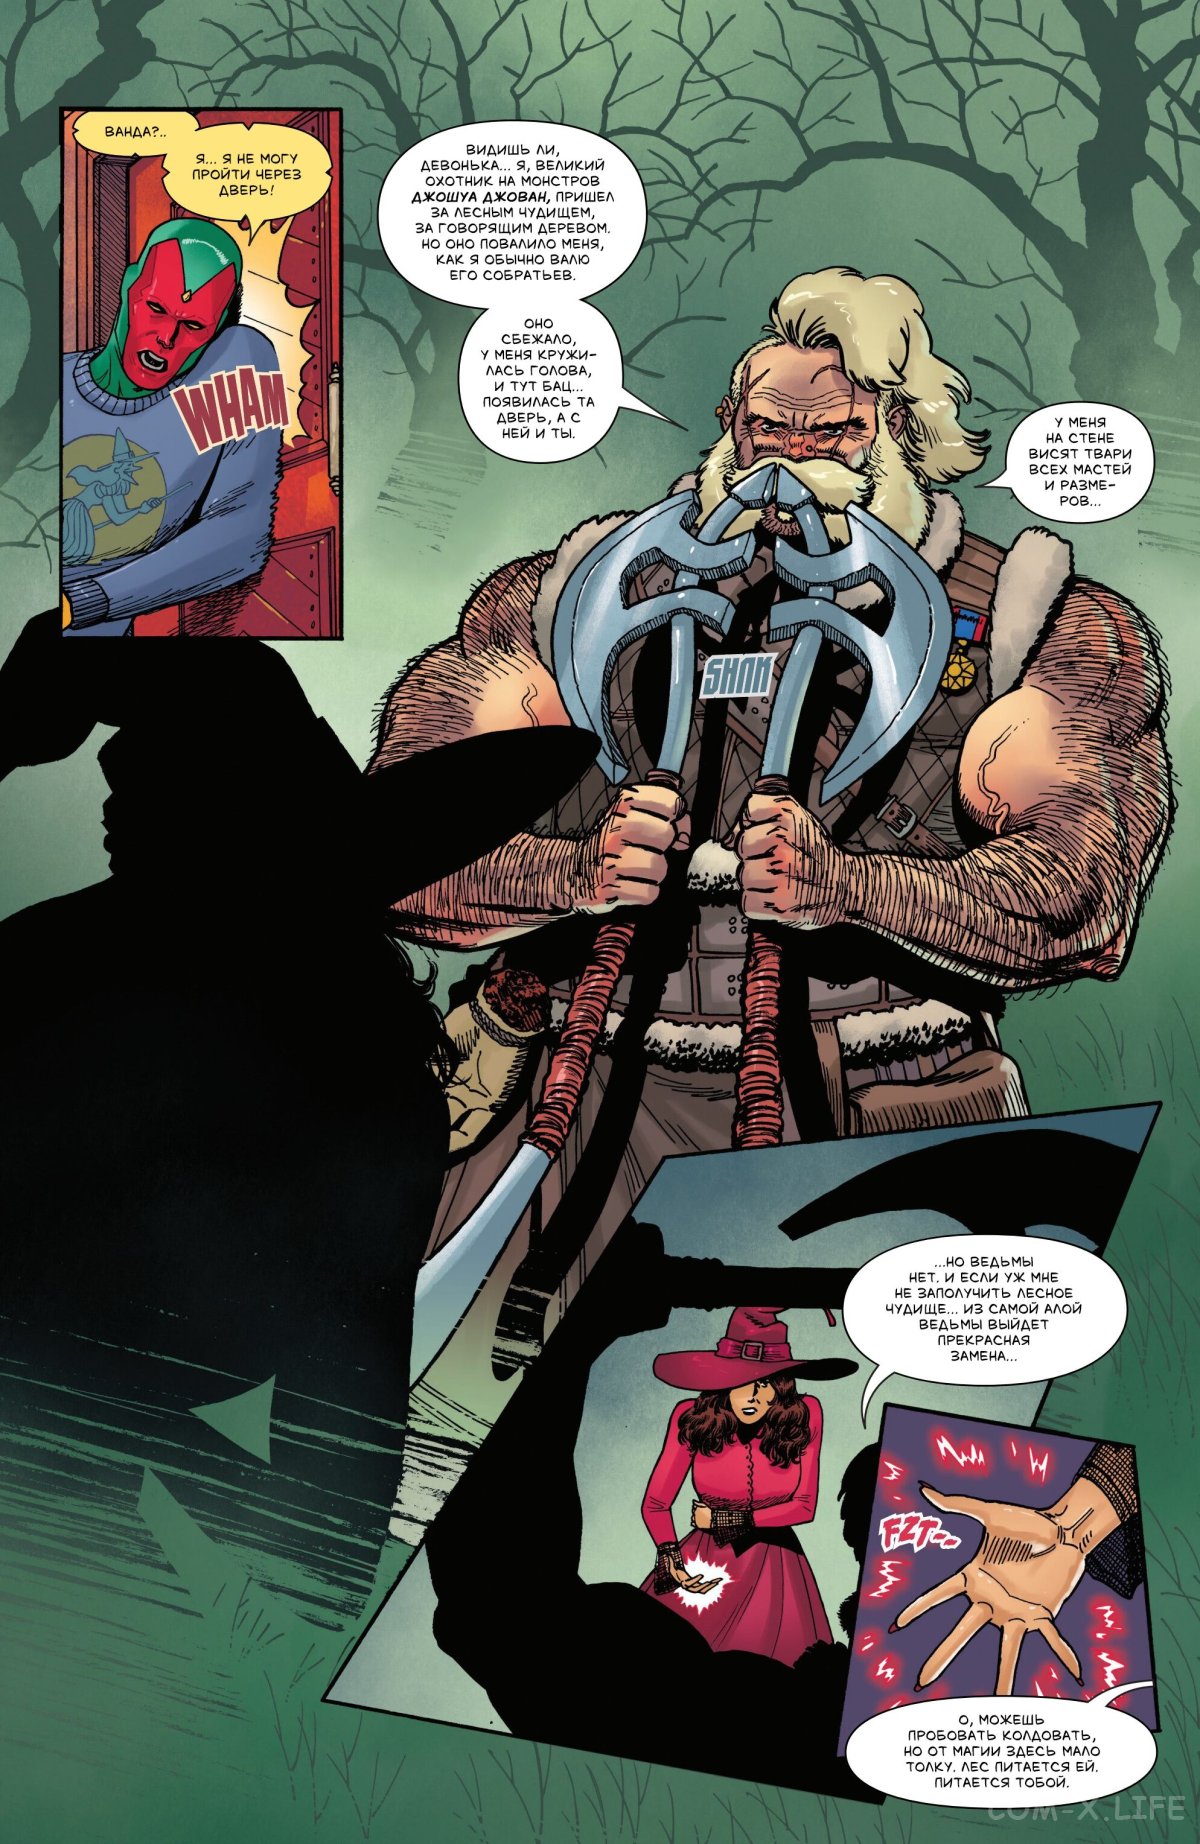 ВАНДА?..
Я... Я НЕ МОГУ
ПРОЙТИ ЧЕРЕЗ
ДВЕРЬ!
WHAM
ВИДИШЬ ЛИ,
ДЕВОНЬКА... Я, ВЕЛИКИЙ
ОХОТНИК НА МОНСТРОВ
ДЖОШУА ДЖОВАН, ПРИШЕЛ
ЗА ЛЕСНЫМ ЧУДИЩЕМ,
ЗА ГОВОРЯЩИМ ДЕРЕВОМ.
НО ОНО ПОВАЛИЛО МЕНЯ,
КАК Я ОБЫЧНО ВАЛЮ
ЕГО СОБРАТЬЕВ.
ОНО
СБЕЖАЛО,
У МЕНЯ КРУЖИ-
ЛАСЬ ГОЛОВА,
И ТУТ БАЦ...
ПОЯВИЛАСЬ ТА
ДВЕРЬ, А С
НЕЙ И ТЫ.
У МЕНЯ
НА СТЕНЕ
ВИСЯТ ТВАРИ
ВСЕХ МАСТЕЙ
И РАЗМЕ-
РОВ...
SHNK
...НО ВЕДЬМЫ
НЕТ. И ЕСЛИ УЖ МНЕ
НЕ ЗАПОЛУЧИТЬ ЛЕСНОЕ
ЧУДИЩЕ... ИЗ САМОЙ АЛОЙ
ВЕДЬМЫ ВЫЙДЕТ
ПРЕКРАСНАЯ
ЗАМЕНА...
FZT--
О, МОЖЕШЬ
ПРОБОВАТЬ КОЛДОВАТЬ,
НО ОТ МАГИИ ЗДЕСЬ МАЛО
ТОЛКУ. ЛЕС ПИТАЕТСЯ ЕЙ.
ПИТАЕТСЯ ТОБОЙ.
COM-X.LIFE